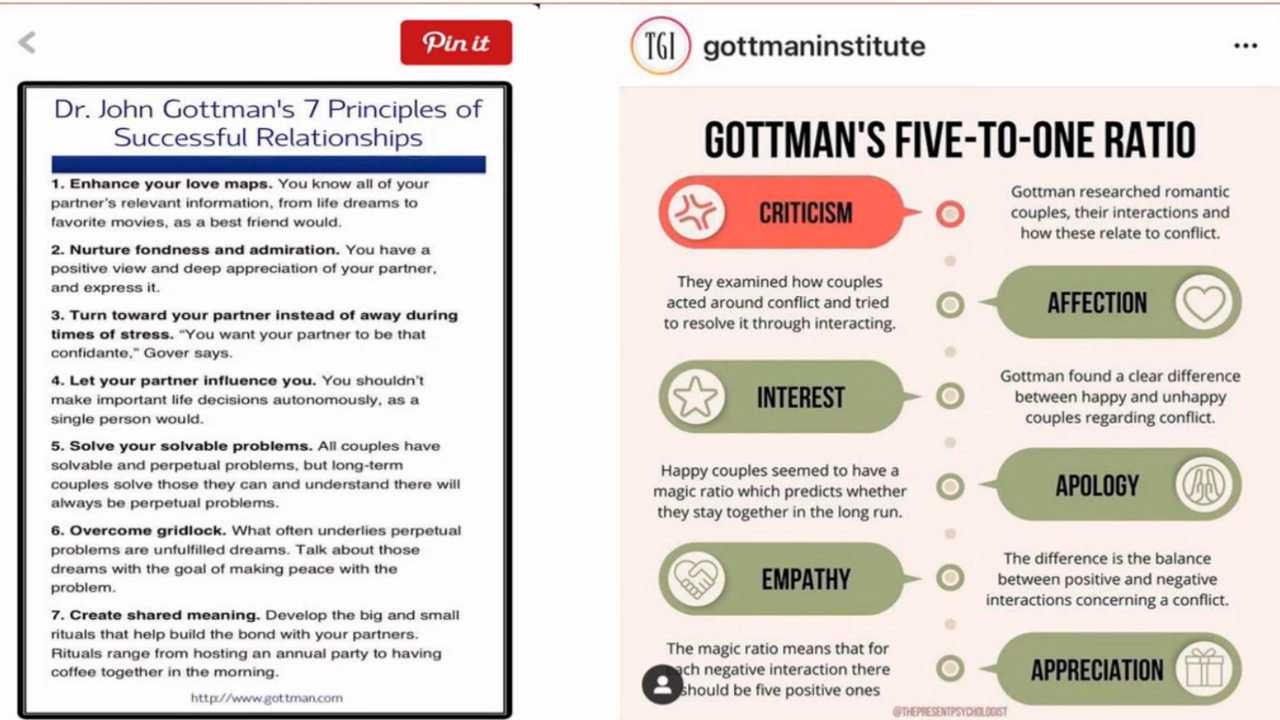 Pin it
Dr. John Gottman's 7 Principles of
Successful Relationships
1. Enhance your love maps. You know all of your
partner's relevant information, from life dreams to
favorite movies, as a best friend would.
2. Nurture fondness and admiration. You have a
positive view and deep appreciation of your partner,
and express it.
3. Turn toward your partner instead of away during
times of stress. "You want your partner to be that
confidante," Gover says.
4. Let your partner influence you. You shouldn't
make important life decisions autonomously, as a
single person would.
5. Solve your solvable problems. All couples have
solvable and perpetual problems, but long-term
couples solve those they can and understand there will
always be perpetual problems.
6. Overcome gridlock. What often underlies perpetual
problems are unfulfilled dreams. Talk about those
dreams with the goal of making peace with the
problem.
7. Create shared meaning. Develop the big and small
rituals that help build the bond with your partners.
Rituals range from hosting an annual party to having
coffee together in the morning.
http://www.gottman.com
TGI
gottmaninstitute
GOTTMAN'S FIVE-TO-ONE RATIO
CRITICISM
Gottman researched romantic
couples, their interactions and
how these relate to conflict.
They examined how couples
acted around conflict and tried
to resolve it through interacting.
AFFECTION
INTEREST
Gottman found a clear difference
between happy and unhappy
couples regarding conflict.
Happy couples seemed to have a
magic ratio which predicts whether
they stay together in the long run.
APOLOGY
EMPATHY
The difference is the balance
between positive and negative
interactions concerning a conflict.
The magic ratio means that for
each negative interaction there
should be five positive ones
APPRECIATION
@THEPRESENTPSYCHOLOGIST